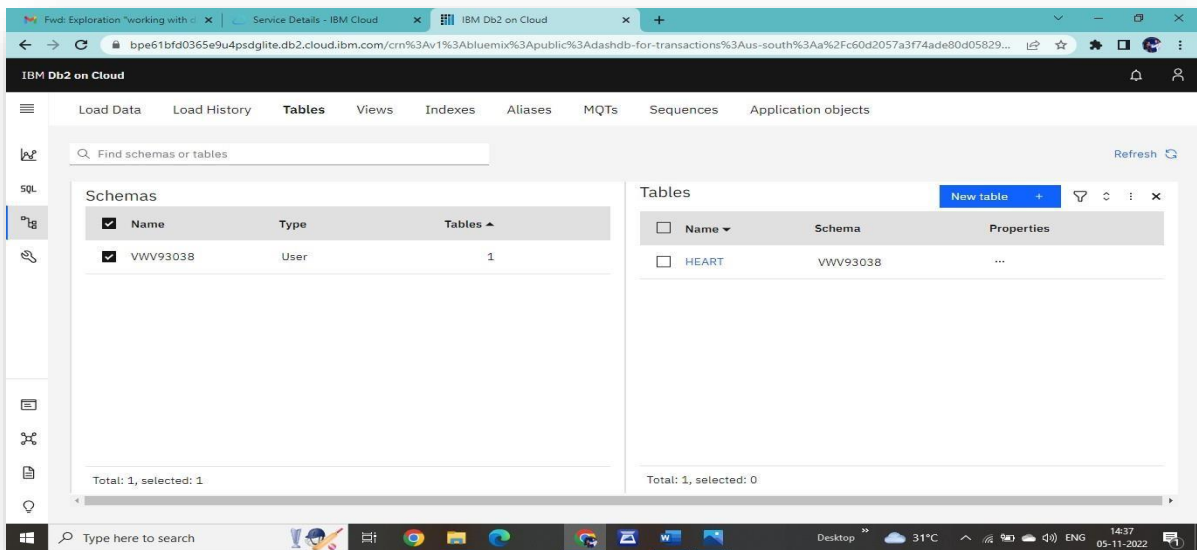 Fwd: Exploration "working with d
Service Details - IBM Cloud
IBM Db2 on Cloud
bpe61bfd0365e9u4psdglite.db2.cloud.ibm.com/crn%3Av1%3Abluemix%3Apublic%3Adashdb-for-transactions%3Aus-south%3Aa%2Fc60d2057a3f74ade80d05829...
IBM Db2 on Cloud
Load Data Load History Tables Views Indexes Aliases MQTs Sequences Application objects
Find schemas or tables
Refresh
SQL
Schemas
Name Type Tables
VWV93038 User 1
Total: 1, selected: 1
Tables
New table +
Name Schema Properties
HEART VWV93038 ...
Total: 1, selected: 0
Type here to search
Desktop
31°C
ENG
14:37
05-11-2022